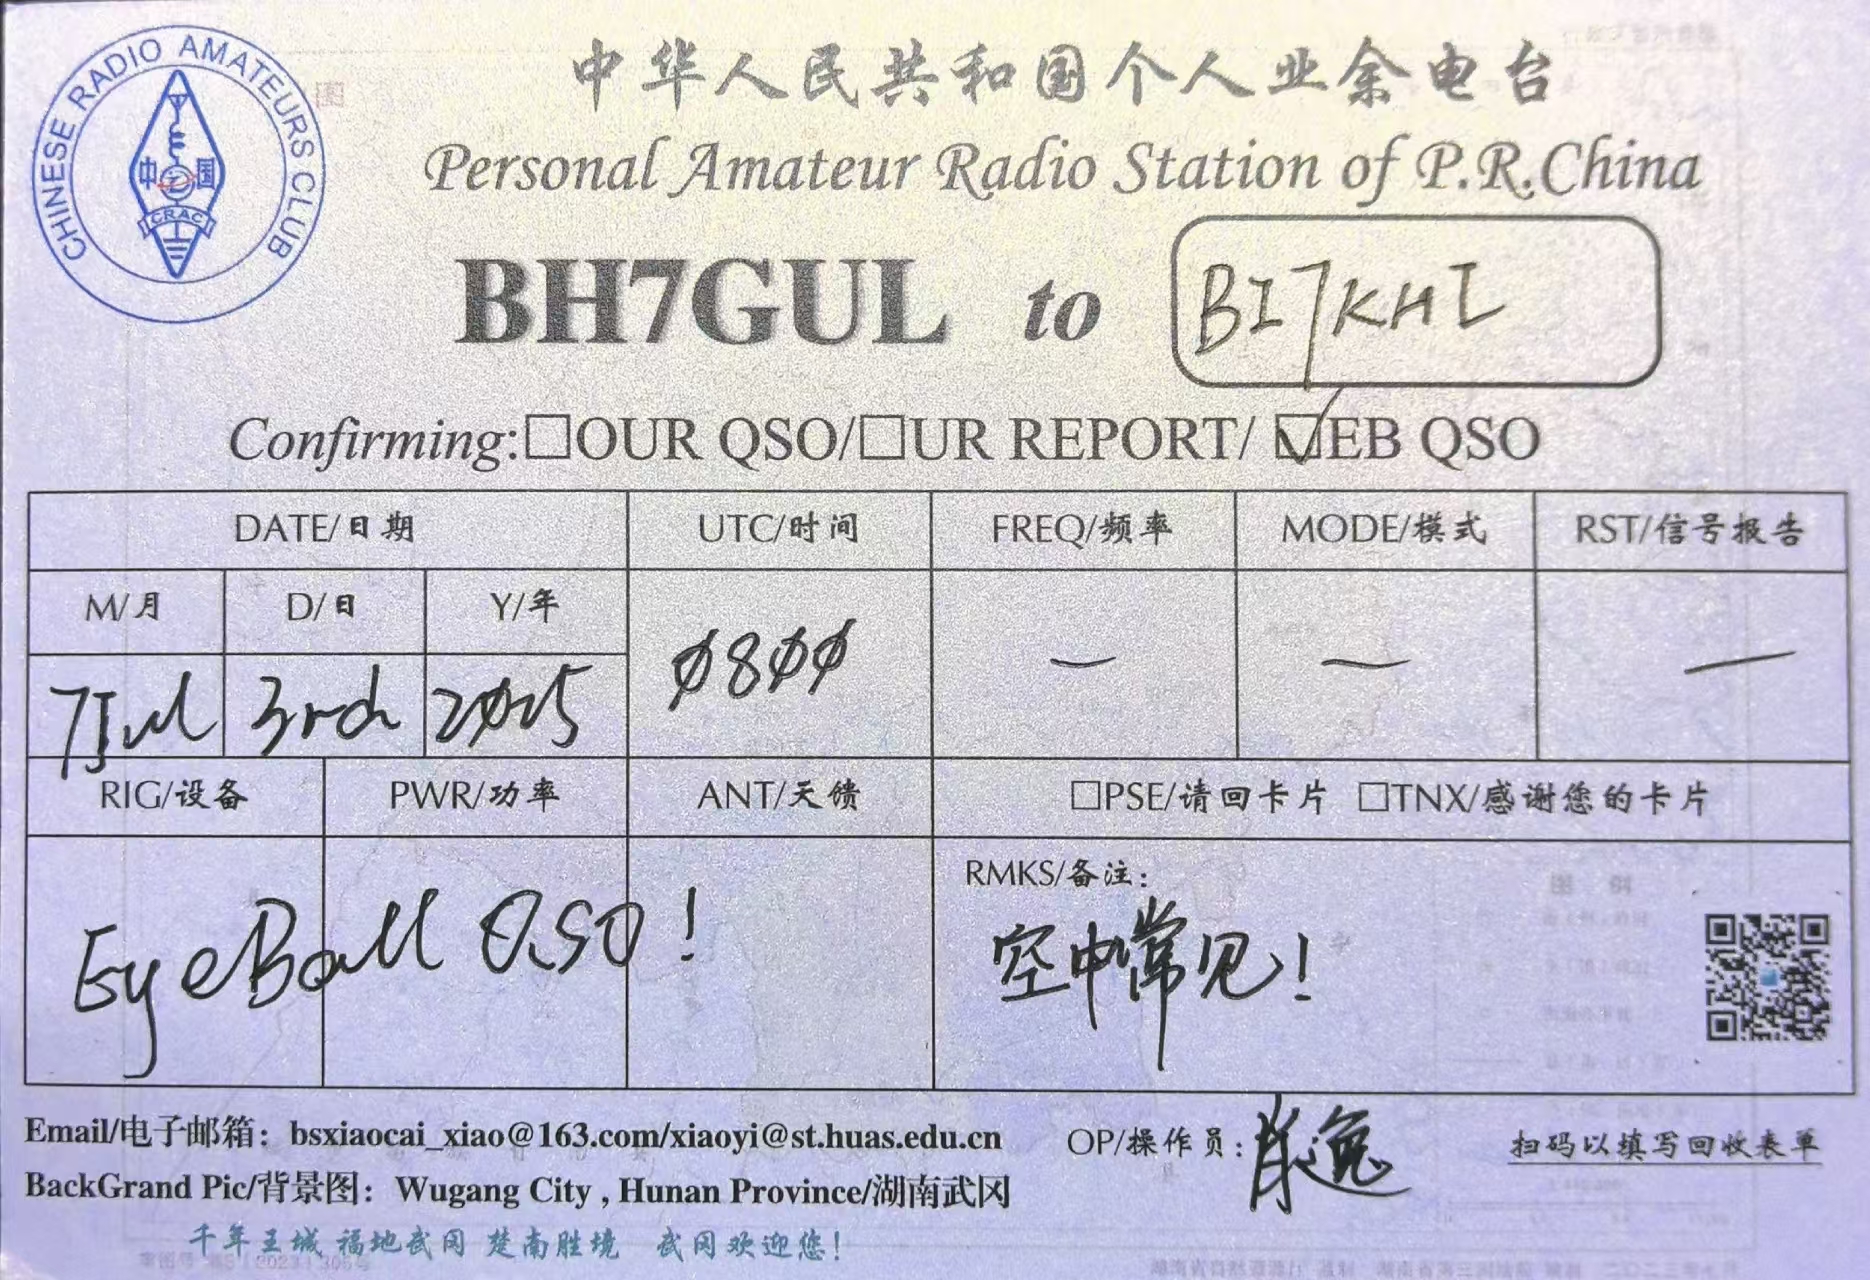 CHINESE RADIO AMATEURS CLUB
中国
CRAC
中华人民共和国个人业余电台
Personal Amateur Radio Station of P.R.China
BH7GUL to BI7KHI
Confirming:□OUR QSO/□UR REPORT/ ☑EB QSO
DATE/日期 UTC/时间 FREQ/频率 MODE/模式 RST/信号报告
M/月 D/日 Y/年
7Jul 3rd 2025 0800 — — —
RIG/设备 PWR/功率 ANT/天馈 □PSE/请回卡片 □TNX/感谢您的卡片
EyeBall QSO!
RMKS/备注:
空中常见!
Email/电子邮箱：bsxiaocai_xiao@163.com/xiaoyi@st.huas.edu.cn
OP/操作员:肖逸
扫码以填写回收表单
BackGrand Pic/背景图：Wugang City , Hunan Province/湖南武冈
千年王城 福地武冈 楚南胜境 武冈欢迎您!